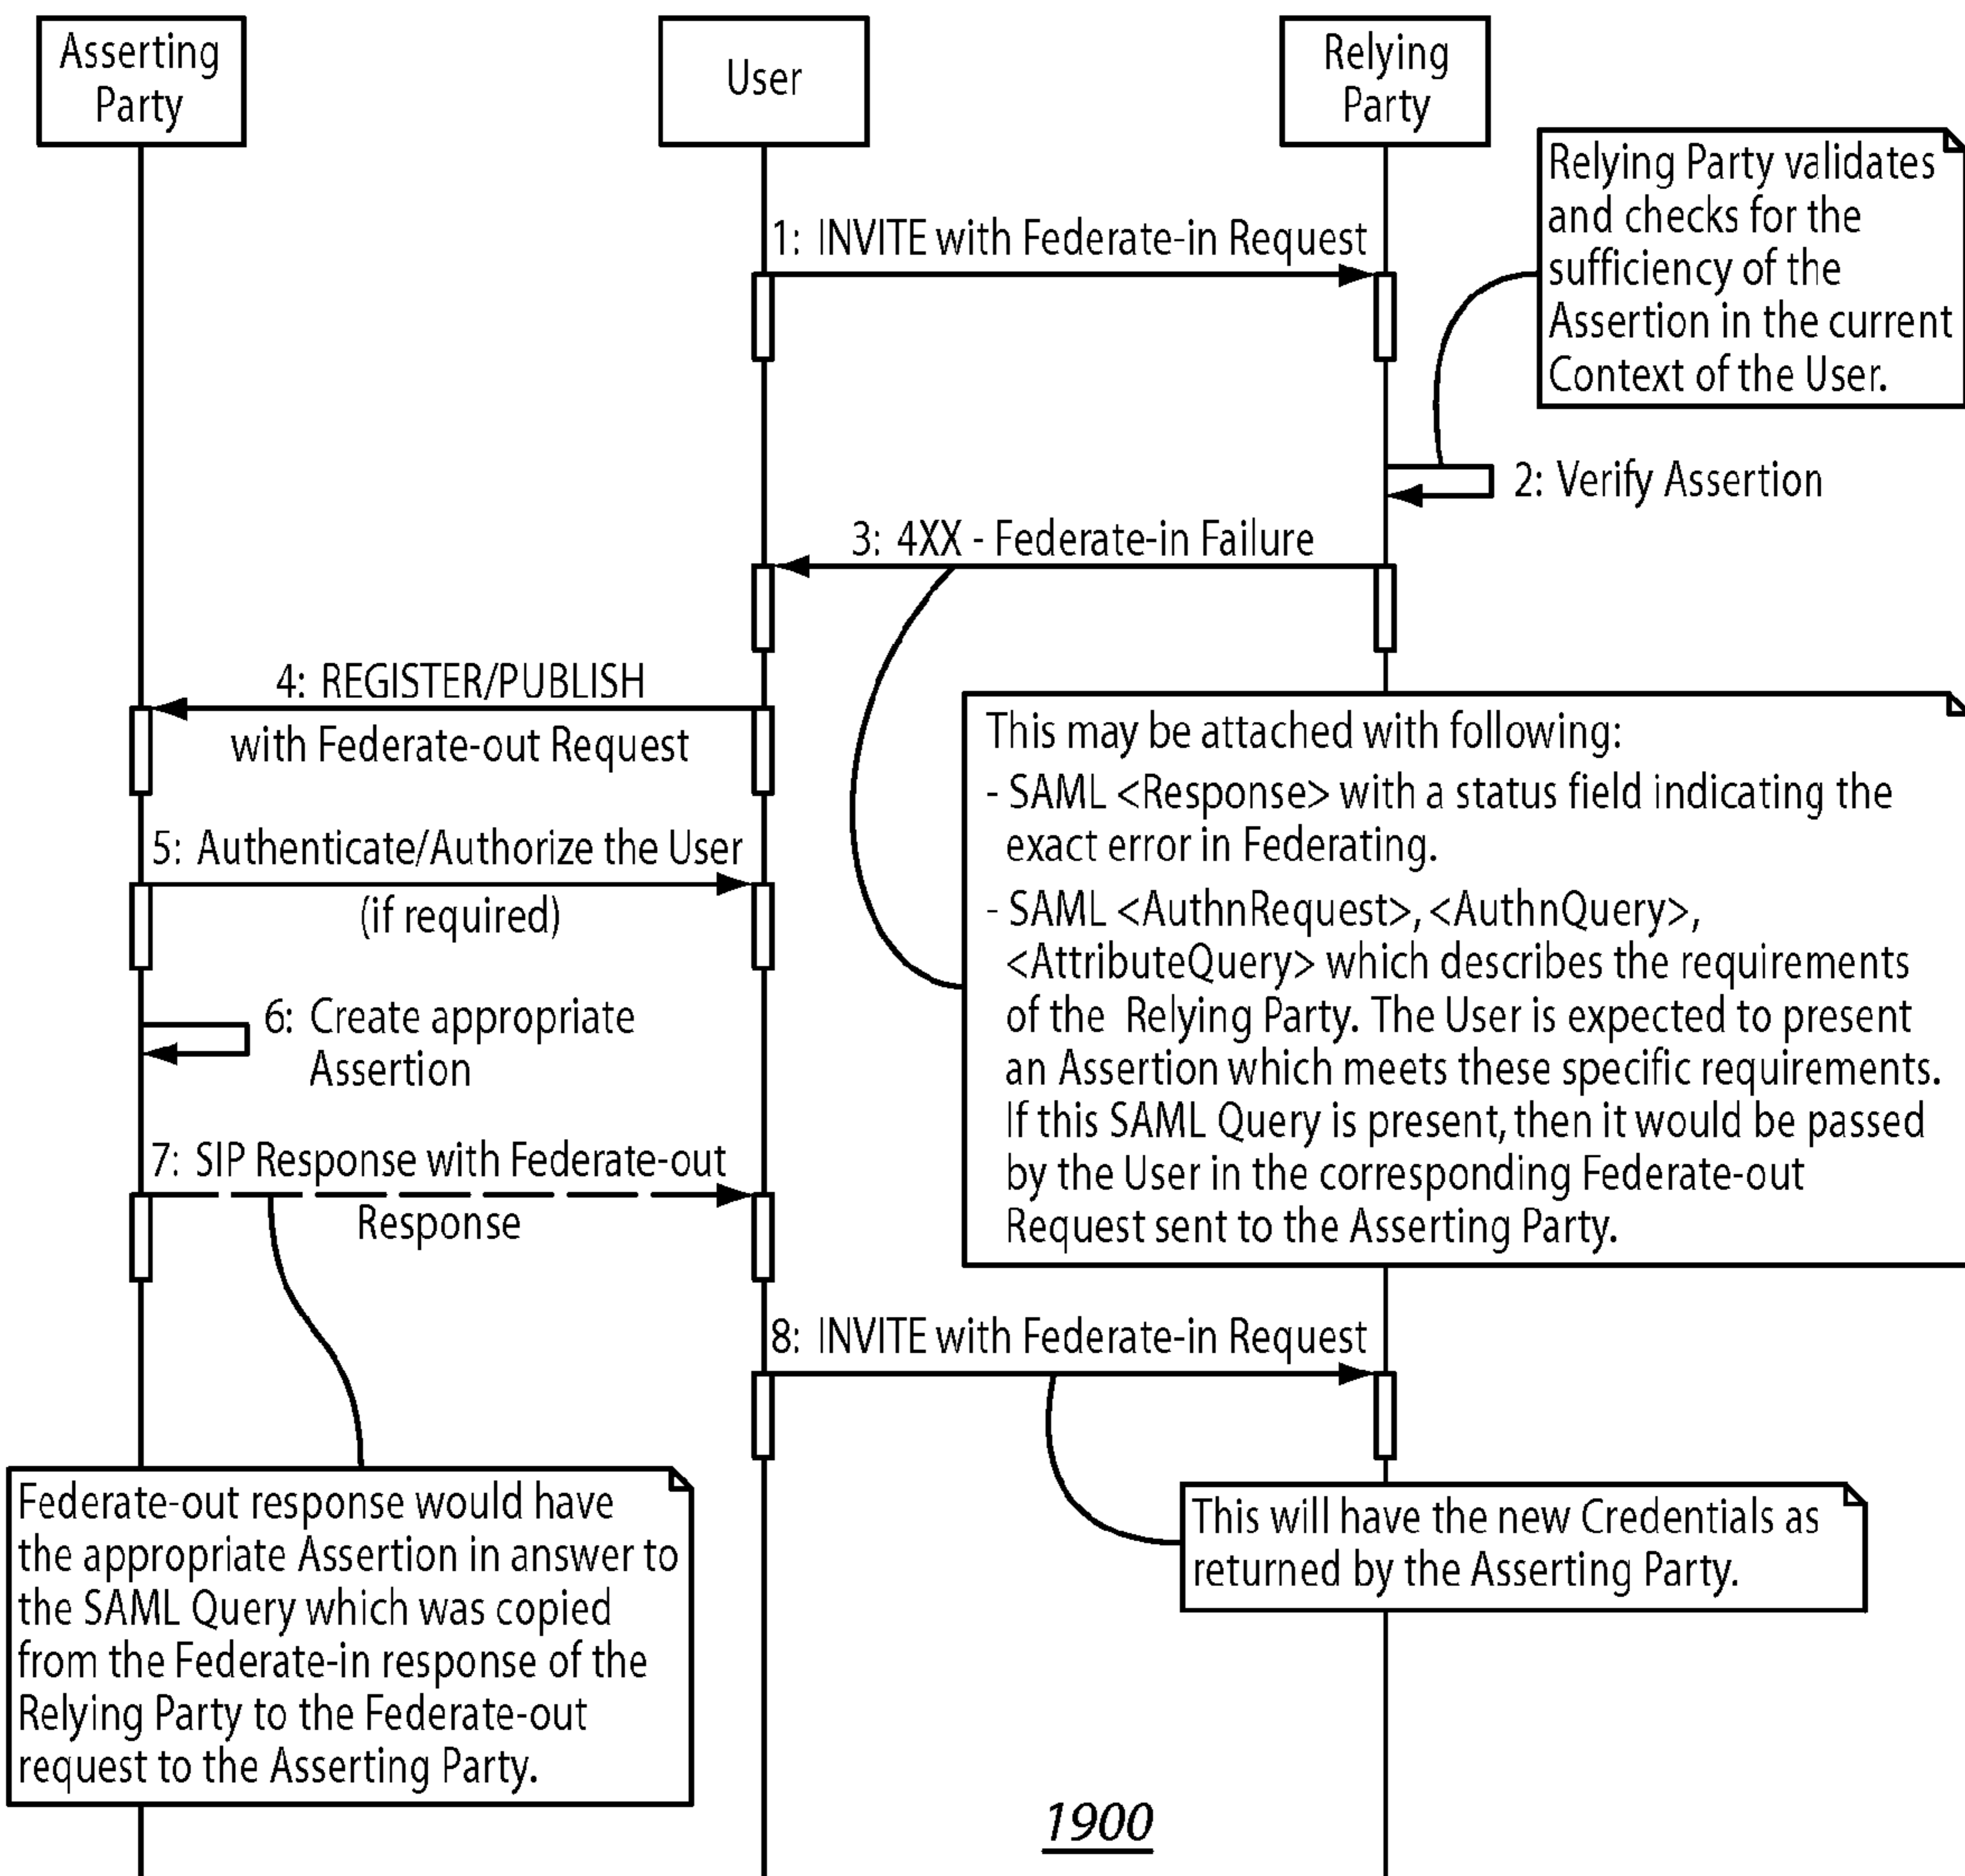 Asserting
Party
User
Relying
Party
Relying Party validates
and checks for the
sufficiency of the
Assertion in the current
Context of the User.
1: INVITE with Federate-in Request
2: Verify Assertion
3: 4XX - Federate-in Failure
4: REGISTER/PUBLISH
with Federate-out Request
This may be attached with following:
- SAML <Response> with a status field indicating the
exact error in Federating.
- SAML <AuthnRequest>, <AuthnQuery>,
<AttributeQuery> which describes the requirements
of the Relying Party. The User is expected to present
an Assertion which meets these specific requirements.
If this SAML Query is present, then it would be passed
by the User in the corresponding Federate-out
Request sent to the Asserting Party.
5: Authenticate/Authorize the User
(if required)
6: Create appropriate
Assertion
7: SIP Response with Federate-out
Response
8: INVITE with Federate-in Request
Federate-out response would have
the appropriate Assertion in answer to
the SAML Query which was copied
from the Federate-in response of the
Relying Party to the Federate-out
request to the Asserting Party.
This will have the new Credentials as
returned by the Asserting Party.
1900